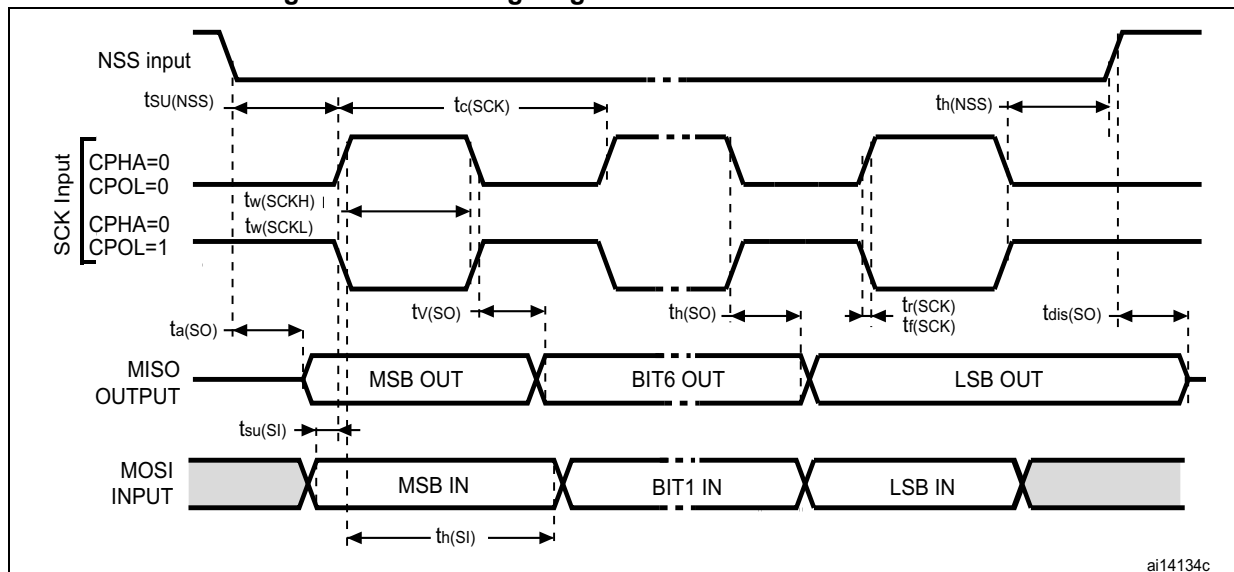 NSS input
tSU(NSS)
tc(SCK)
th(NSS)
SCK Input
CPHA=0
CPOL=0
tw(SCKH)
CPHA=0
tw(SCKL)
CPOL=1
tV(SO)
th(SO)
tr(SCK)
tf(SCK)
ta(SO)
tdis(SO)
MISO
OUTPUT
MSB OUT
BIT6 OUT
LSB OUT
tsu(SI)
MOSI
INPUT
MSB IN
BIT1 IN
LSB IN
th(SI)
ai14134c